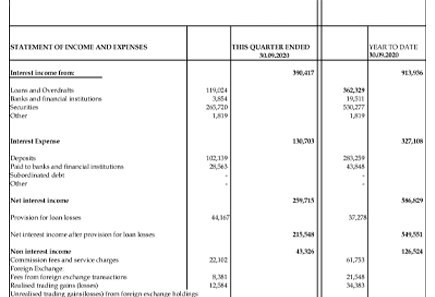 STATEMENT OF INCOME AND EXPENSES THIS QUARTER ENDED 30.09.2020 YEAR TO DATE 30.09.2020
Interest income from: 390,417 913,936
Loans and Overdrafts 119,024 362,329
Banks and financial institutions 3,854 19,511
Securities 265,720 530,277
Other 1,819 1,819
Interest Expense 130,703 327,108
Deposits 102,139 283,259
Paid to banks and financial institutions 28,563 43,848
Subordinated debt - -
Other - -
Net interest income 259,715 586,829
Provision for loan losses 44,167 37,278
Net interest income after provision for loan losses 215,548 549,551
Non interest income 43,326 126,524
Commission fees and service charges 22,102 61,753
Foreign Exchange:
Fees from foreign exchange transactions 8,381 21,548
Realised trading gains (losses) 12,584 34,383
Unrealised trading gains(losses) from foreign exchange holdings